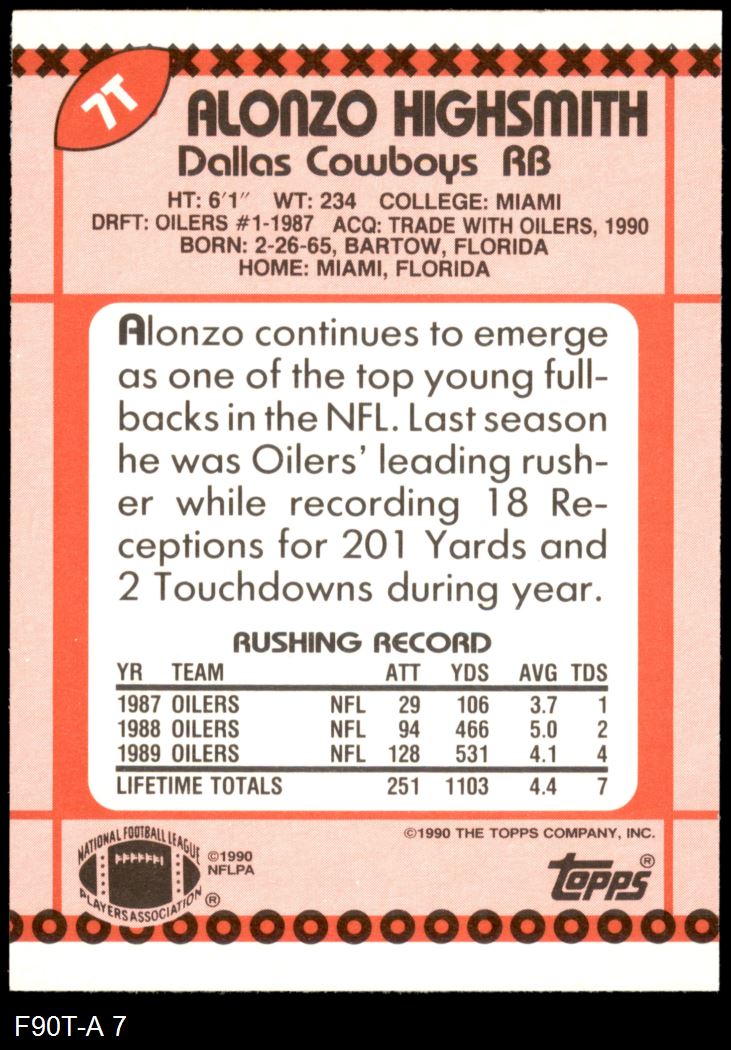 7T
ALONZO HIGHSMITH
Dallas Cowboys RB
HT: 6'1" WT: 234 COLLEGE: MIAMI
DRFT: OILERS #1-1987 ACQ: TRADE WITH OILERS, 1990
BORN: 2-26-65, BARTOW, FLORIDA
HOME: MIAMI, FLORIDA
Alonzo continues to emerge
as one of the top young full-
backs in the NFL. Last season
he was Oilers' leading rush-
er while recording 18 Re-
ceptions for 201 Yards and
2 Touchdowns during year.
RUSHING RECORD
YR TEAM ATT YDS AVG TDS
1987 OILERS NFL 29 106 3.7 1
1988 OILERS NFL 94 466 5.0 2
1989 OILERS NFL 128 531 4.1 4
LIFETIME TOTALS 251 1103 4.4 7
©1990 THE TOPPS COMPANY, INC.
NATIONAL FOOTBALL LEAGUE
PLAYERS ASSOCIATION ®
©1990
NFLPA
topps®
F90T-A 7